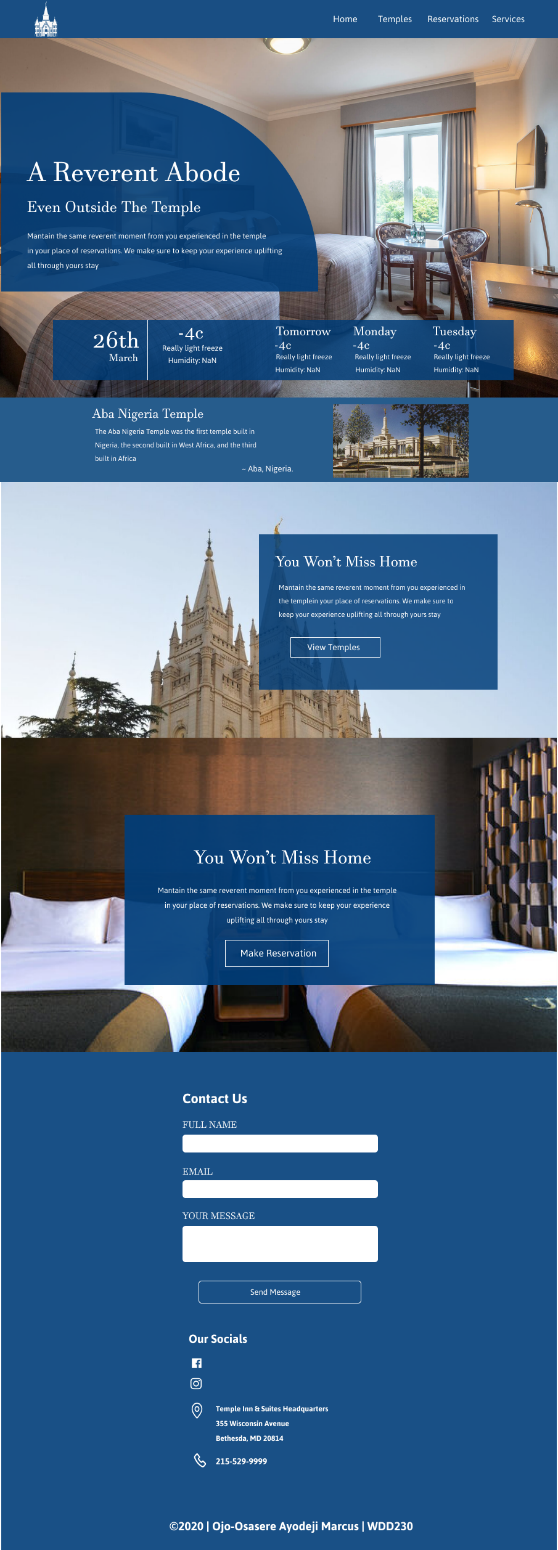 Home Temples Reservations Services
A Reverent Abode
Even Outside The Temple
Mantain the same reverent moment from you experienced in the temple
in your place of reservations. We make sure to keep your experience uplifting
all through yours stay
26th
March
-4c
Really light freeze
Humidity: NaN
Tomorrow
-4c
Really light freeze
Humidity: NaN
Monday
-4c
Really light freeze
Humidity: NaN
Tuesday
-4c
Really light freeze
Humidity: NaN
Aba Nigeria Temple
The Aba Nigeria Temple was the first temple built in
Nigeria, the second built in West Africa, and the third
built in Africa
– Aba, Nigeria.
You Won't Miss Home
Mantain the same reverent moment from you experienced in
the templein your place of reservations. We make sure to
keep your experience uplifting all through yours stay
View Temples
You Won't Miss Home
Mantain the same reverent moment from you experienced in the temple
in your place of reservations. We make sure to keep your experience
uplifting all through yours stay
Make Reservation
Contact Us
FULL NAME
EMAIL
YOUR MESSAGE
Send Message
Our Socials
Temple Inn & Suites Headquarters
355 Wisconsin Avenue
Bethesda, MD 20814
215-529-9999
©2020 | Ojo-Osasere Ayodeji Marcus | WDD230